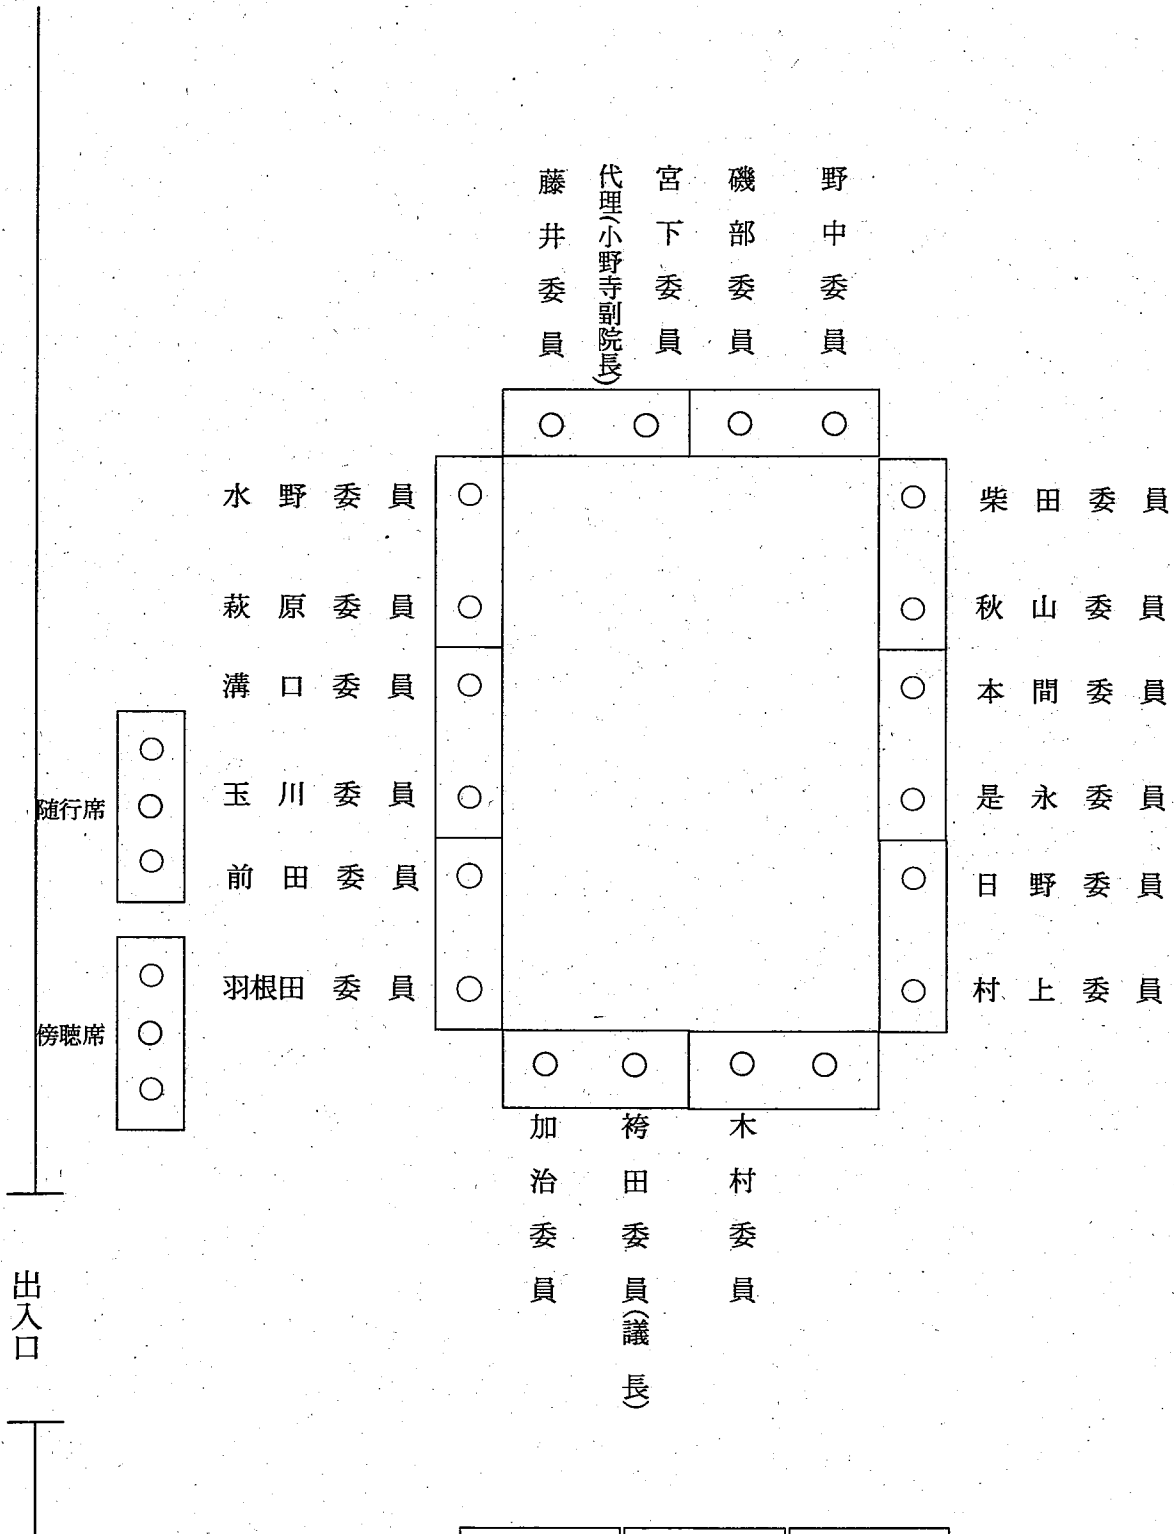 野中委員
磯部委員
宮下委員
代理(小野寺副院長)
藤井委員
水野委員
萩原委員
溝口委員
玉川委員
前田委員
羽根田委員
柴田委員
秋山委員
本間委員
是永委員
日野委員
村上委員
随行席
傍聴席
木村委員
袴田委員(議長)
加治委員
出入口